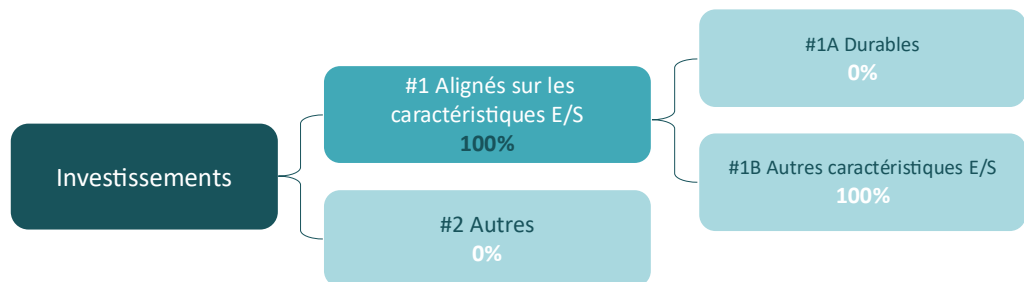 Investissements
#1 Alignés sur les
caractéristiques E/S
100%
#2 Autres
0%
#1A Durables
0%
#1B Autres caractéristiques E/S
100%